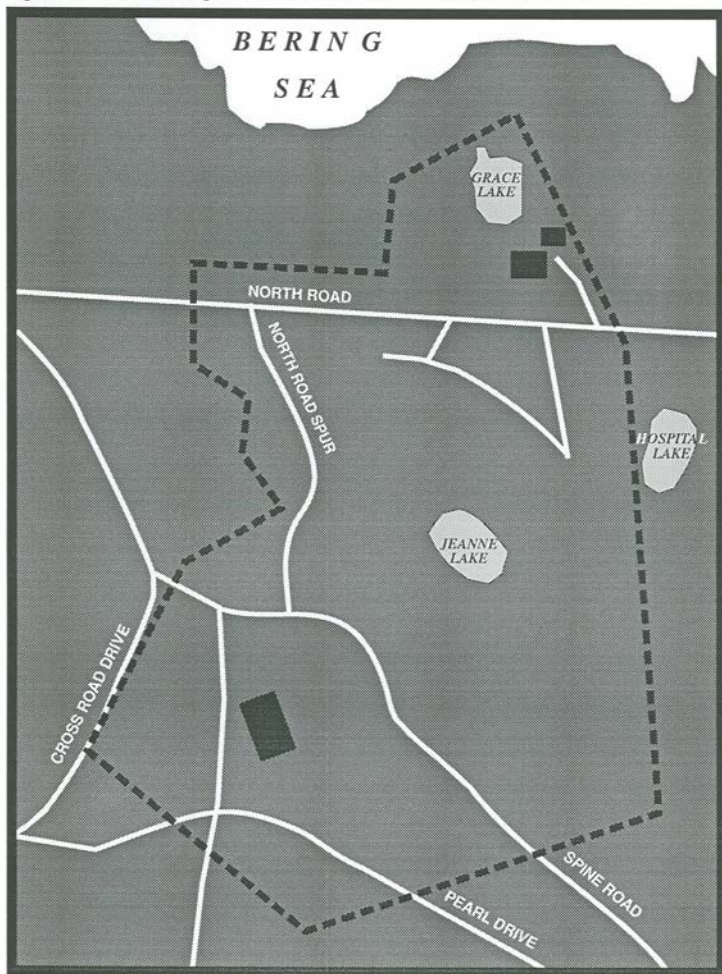 BERING
SEA
GRACE
LAKE
NORTH ROAD
NORTH ROAD SPUR
HOSPITAL
LAKE
JEANNE
LAKE
CROSS ROAD DRIVE
SPINE ROAD
PEARL DRIVE